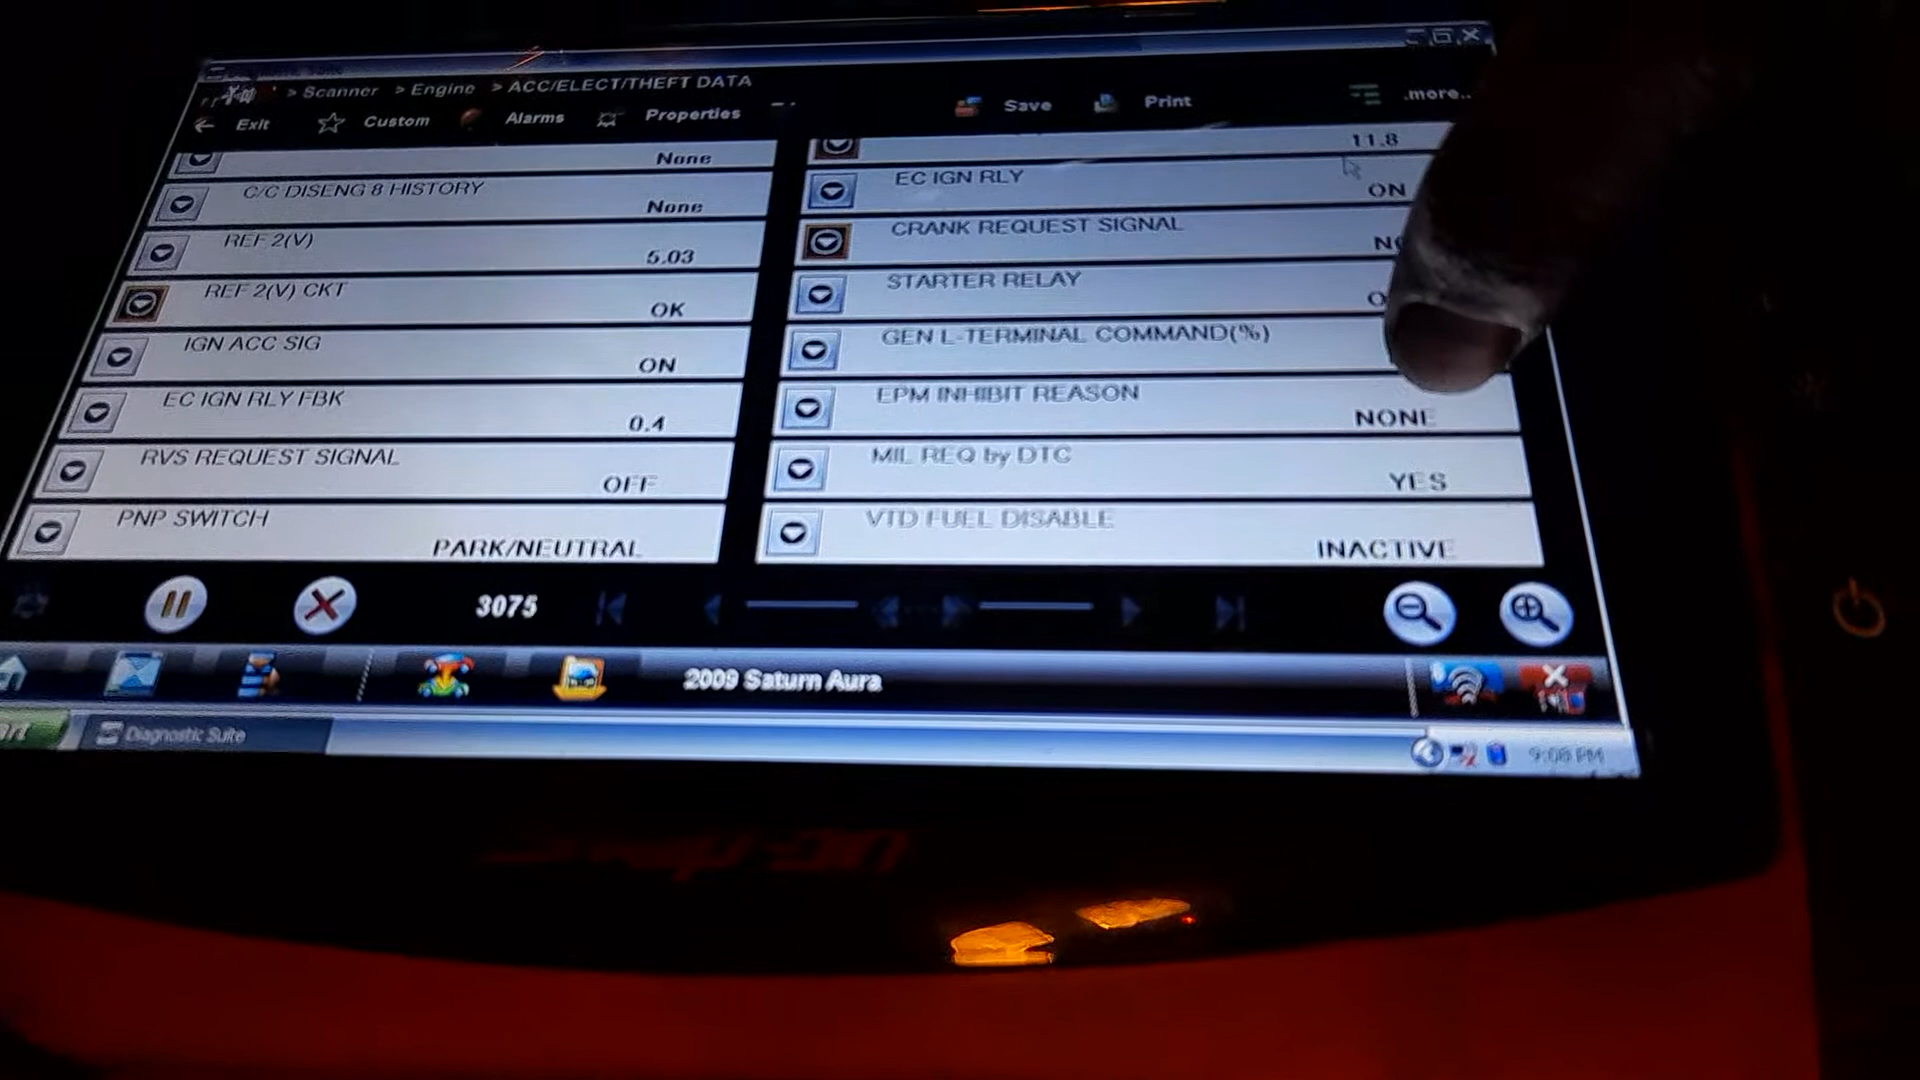 > Scanner > Engine > ACC/ELECT/THEFT DATA
Exit Custom Alarms Properties Save Print .more..
None
C/C DISENG 8 HISTORY
None
REF 2(V)
5.03
REF 2(V) CKT
OK
IGN ACC SIG
ON
EC IGN RLY FBK
0.4
RVS REQUEST SIGNAL
OFF
PNP SWITCH
PARK/NEUTRAL
11.8
EC IGN RLY
ON
CRANK REQUEST SIGNAL
STARTER RELAY
GEN L-TERMINAL COMMAND(%)
EPM INHIBIT REASON
NONE
MIL REQ by DTC
YES
VTD FUEL DISABLE
INACTIVE
3075
2009 Saturn Aura
Diagnostic Suite
9:08 PM